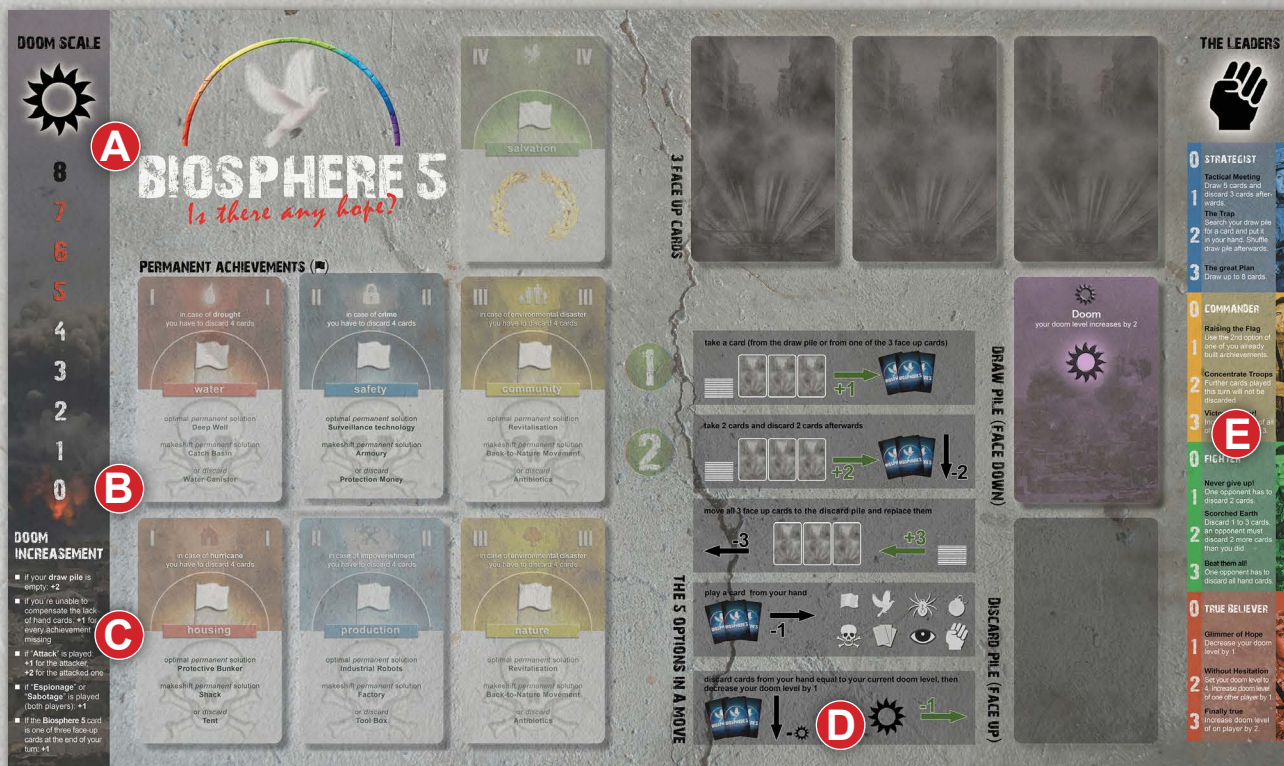 DOOM SCALE
A
8
7
6
5
4
3
2
1
0
B
DOOM
INCREASEMENT
if your draw pile is
empty: +2
if you're unable to
compensate the lack
of hand cards: +1 for
every achievement
missing
C
if "Attack" is played:
+1 for the attacker,
+2 for the attacked one
if "Espionage" or
"Sabotage" is played
(both players): +1
If the Biosphere 5 card
is one of three face-up
cards at the end of your
turn: +1
BIOSPHERE 5
Is there any hope?
IV IV
salvation
PERMANENT ACHIEVEMENTS ( )
I I
in case of drought
you have to discard 4 cards
water
optimal permanent solution
Deep Well
makeshift permanent solution
Catch Basin
or discard
Water Canister
II II
in case of crime
you have to discard 4 cards
safety
optimal permanent solution
Surveillance technology
makeshift permanent solution
Armoury
or discard
Protection Money
III III
in case of environmental disaster
you have to discard 4 cards
community
optimal permanent solution
Revitalisation
makeshift permanent solution
Back-to-Nature Movement
or discard
Antibiotics
I I
in case of hurricane
you have to discard 4 cards
housing
optimal permanent solution
Protective Bunker
makeshift permanent solution
Shack
or discard
Tent
II II
in case of impoverishment
you have to discard 4 cards
production
optimal permanent solution
Industrial Robots
makeshift permanent solution
Factory
or discard
Tool Box
III III
in case of environmental disaster
you have to discard 4 cards
nature
optimal permanent solution
Revitalisation
makeshift permanent solution
Back-to-Nature Movement
or discard
Antibiotics
3 FACE UP CARDS
1
2
THE 5 OPTIONS IN A MOVE
take a card (from the draw pile or from one of the 3 face up cards)
+1
take 2 cards and discard 2 cards afterwards
+2
-2
move all 3 face up cards to the discard pile and replace them
-3
+3
play a card from your hand
-1
discard cards from your hand equal to your current doom level, then
decrease your doom level by 1
D
-1
DRAW PILE (FACE DOWN)
DISCARD PILE (FACE UP)
Doom
your doom level increases by 2
THE LEADERS
0 STRATEGIST
Tactical Meeting
1 Draw 5 cards and
discard 3 cards after-
wards.
The Trap
2 Search your draw pile
for a card and put it
in your hand. Shuffle
draw pile afterwards.
3 The great Plan
Draw up to 8 cards.
0 COMMANDER
Raising the Flag
1 Use the 2nd option of
one of you already
built archievements.
Concentrate Troops
2 Further cards played
this turn will not be
discarded.
3
E
0 FIGHTER
Never give up!
1 One opponent has to
discard 2 cards.
Scorched Earth
2 Discard 1 to 3 cards,
an opponent must
discard 2 more cards
than you did.
Beat them all!
3 One opponent has to
discard all hand cards.
0 TRUE BELIEVER
Glimmer of Hope
1 Decrease your doom
level by 1.
Without Hesitation
2 Set your doom level to
4, increase doom level
of one other player by 1.
Finally true
3 Increase doom level
of on player by 2.